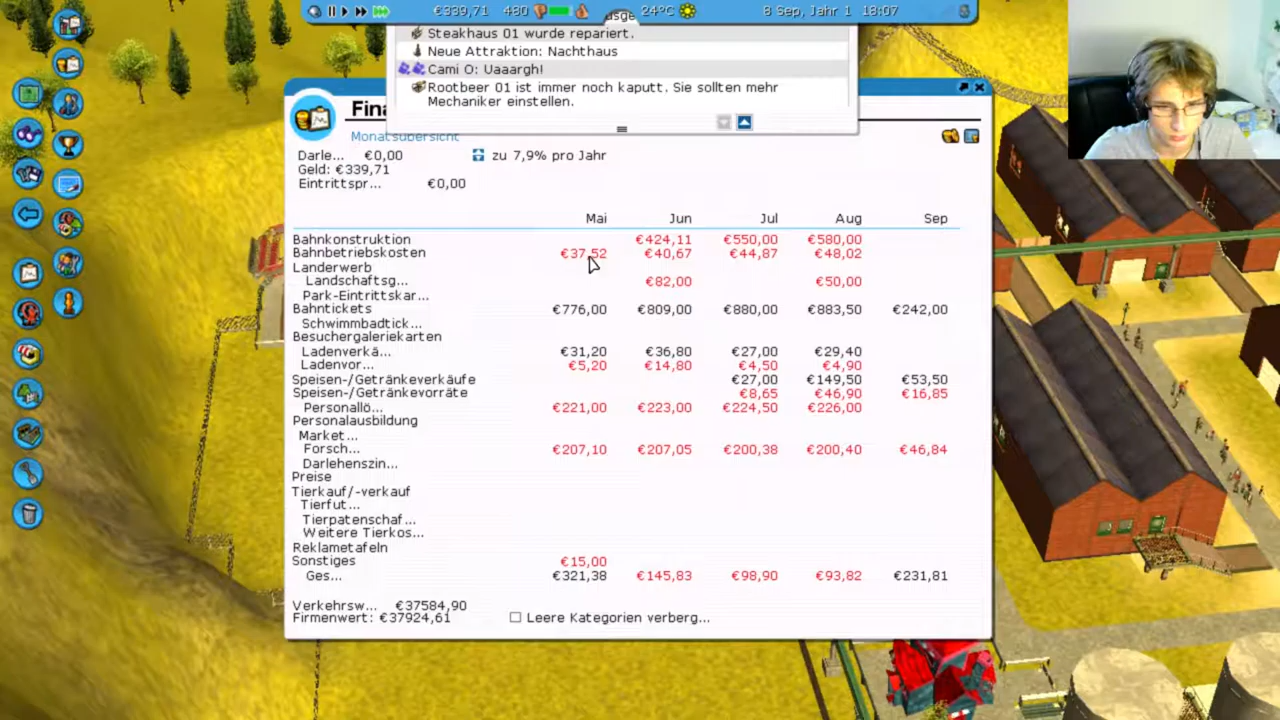 €339,71 480 24°C 8 Sep, Jahr 1 18:07
Steakhaus 01 wurde repariert.
Neue Attraktion: Nachthaus
Cami O: Uaaargh!
Rootbeer 01 ist immer noch kaputt. Sie sollten mehr
Mechaniker einstellen.
Monatsübersicht
Darle... €0,00 zu 7,9% pro Jahr
Geld: €339,71
Eintrittspr... €0,00
Mai Jun Jul Aug Sep
Bahnkonstruktion €424,11 €550,00 €580,00
Bahnbetriebskosten €37,52 €40,67 €44,87 €48,02
Landerwerb
Landschaftsg... €82,00 €50,00
Park-Eintrittskar...
Bahntickets €776,00 €809,00 €880,00 €883,50 €242,00
Schwimmbadtick...
Besuchergaleriekarten
Ladenverkä... €31,20 €36,80 €27,00 €29,40
Ladenvor... €5,20 €14,80 €4,50 €4,90
Speisen-/Getränkeverkäufe €27,00 €149,50 €53,50
Speisen-/Getränkevorräte €8,65 €46,90 €16,85
Personallö... €221,00 €223,00 €224,50 €226,00
Personalausbildung
Market...
Forsch... €207,10 €207,05 €200,38 €200,40 €46,84
Darlehenszin...
Preise
Tierkauf/-verkauf
Tierfut...
Tierpatenschaf...
Weitere Tierkos...
Reklametafeln
Sonstiges €15,00
Ges... €321,38 €145,83 €98,90 €93,82 €231,81
Verkehrsw... €37584,90
Firmenwert: €37924,61 Leere Kategorien verberg...